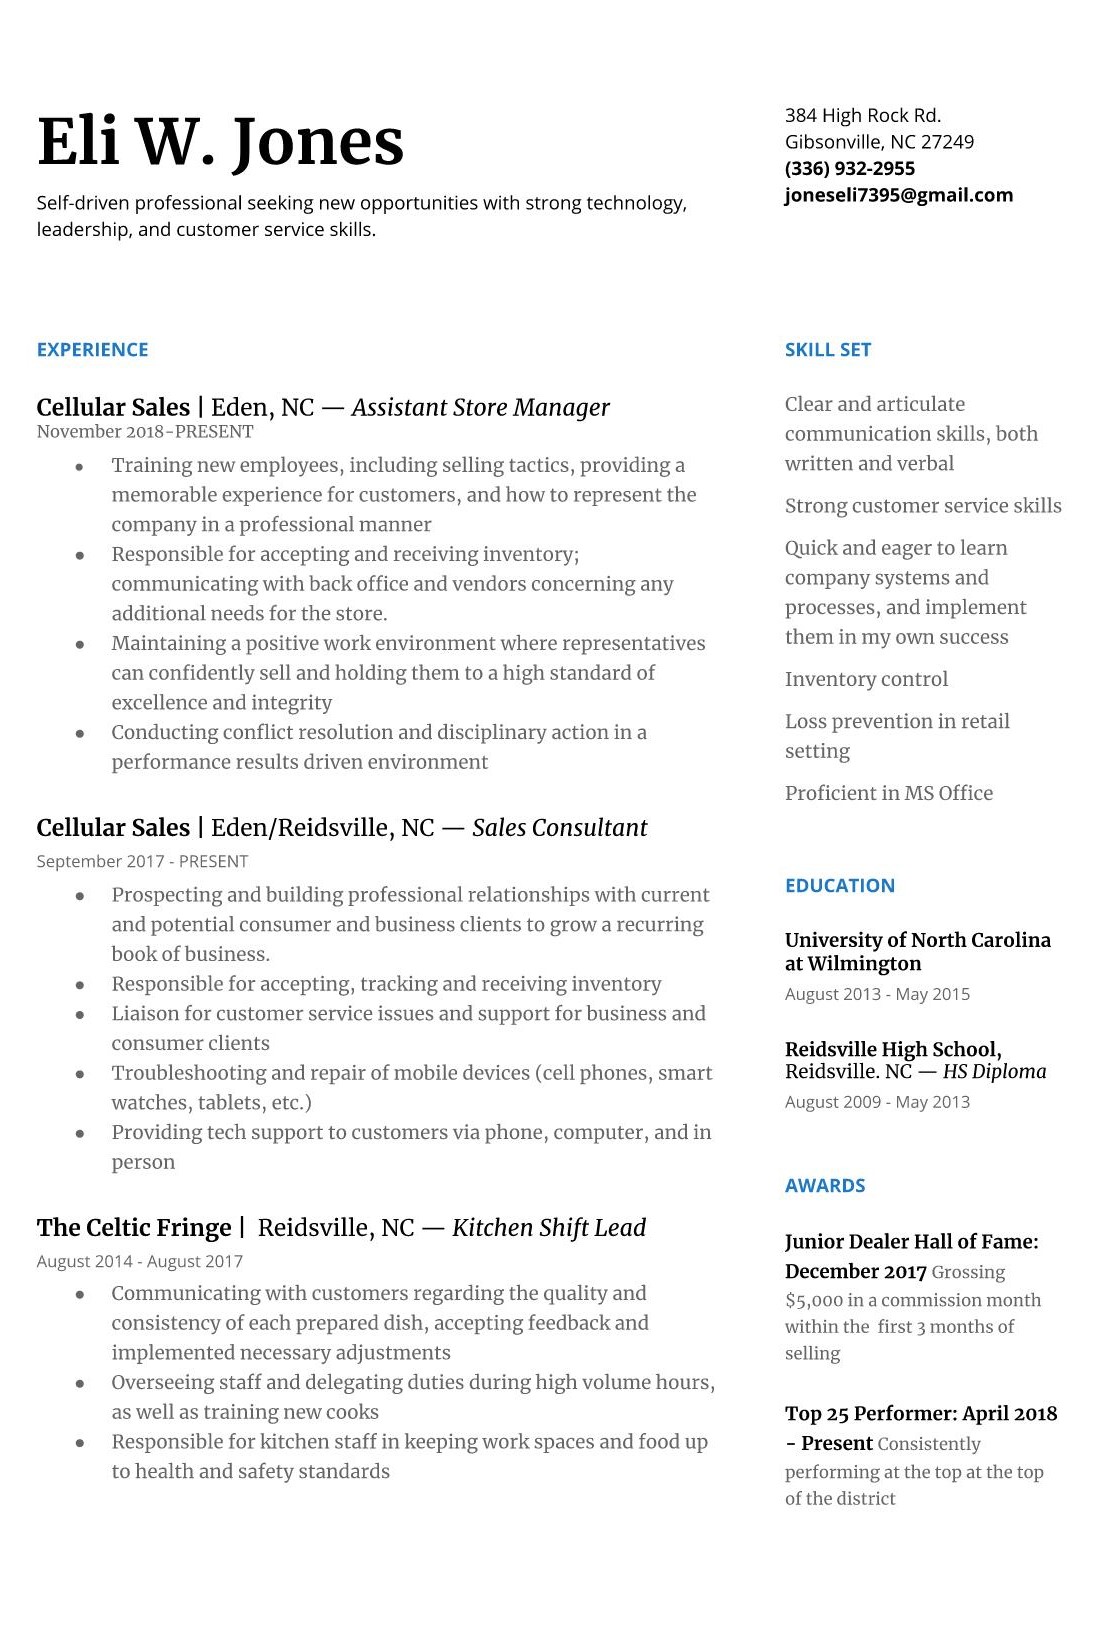 Eli W. Jones
Self-driven professional seeking new opportunities with strong technology,
leadership, and customer service skills.
384 High Rock Rd.
Gibsonville, NC 27249
(336) 932-2955
joneseli7395@gmail.com
EXPERIENCE
Cellular Sales | Eden, NC — Assistant Store Manager
November 2018-PRESENT
● Training new employees, including selling tactics, providing a
memorable experience for customers, and how to represent the
company in a professional manner
● Responsible for accepting and receiving inventory;
communicating with back office and vendors concerning any
additional needs for the store.
● Maintaining a positive work environment where representatives
can confidently sell and holding them to a high standard of
excellence and integrity
● Conducting conflict resolution and disciplinary action in a
performance results driven environment
Cellular Sales | Eden/Reidsville, NC — Sales Consultant
September 2017 - PRESENT
● Prospecting and building professional relationships with current
and potential consumer and business clients to grow a recurring
book of business.
● Responsible for accepting, tracking and receiving inventory
● Liaison for customer service issues and support for business and
consumer clients
● Troubleshooting and repair of mobile devices (cell phones, smart
watches, tablets, etc.)
● Providing tech support to customers via phone, computer, and in
person
The Celtic Fringe |  Reidsville, NC — Kitchen Shift Lead
August 2014 - August 2017
● Communicating with customers regarding the quality and
consistency of each prepared dish, accepting feedback and
implemented necessary adjustments
● Overseeing staff and delegating duties during high volume hours,
as well as training new cooks
● Responsible for kitchen staff in keeping work spaces and food up
to health and safety standards
SKILL SET
Clear and articulate
communication skills, both
written and verbal
Strong customer service skills
Quick and eager to learn
company systems and
processes, and implement
them in my own success
Inventory control
Loss prevention in retail
setting
Proficient in MS Office
EDUCATION
University of North Carolina
at Wilmington
August 2013 - May 2015
Reidsville High School,
Reidsville. NC — HS Diploma
August 2009 - May 2013
AWARDS
Junior Dealer Hall of Fame:
December 2017 Grossing
$5,000 in a commission month
within the  first 3 months of
selling
Top 25 Performer: April 2018
- Present Consistently
performing at the top at the top
of the district